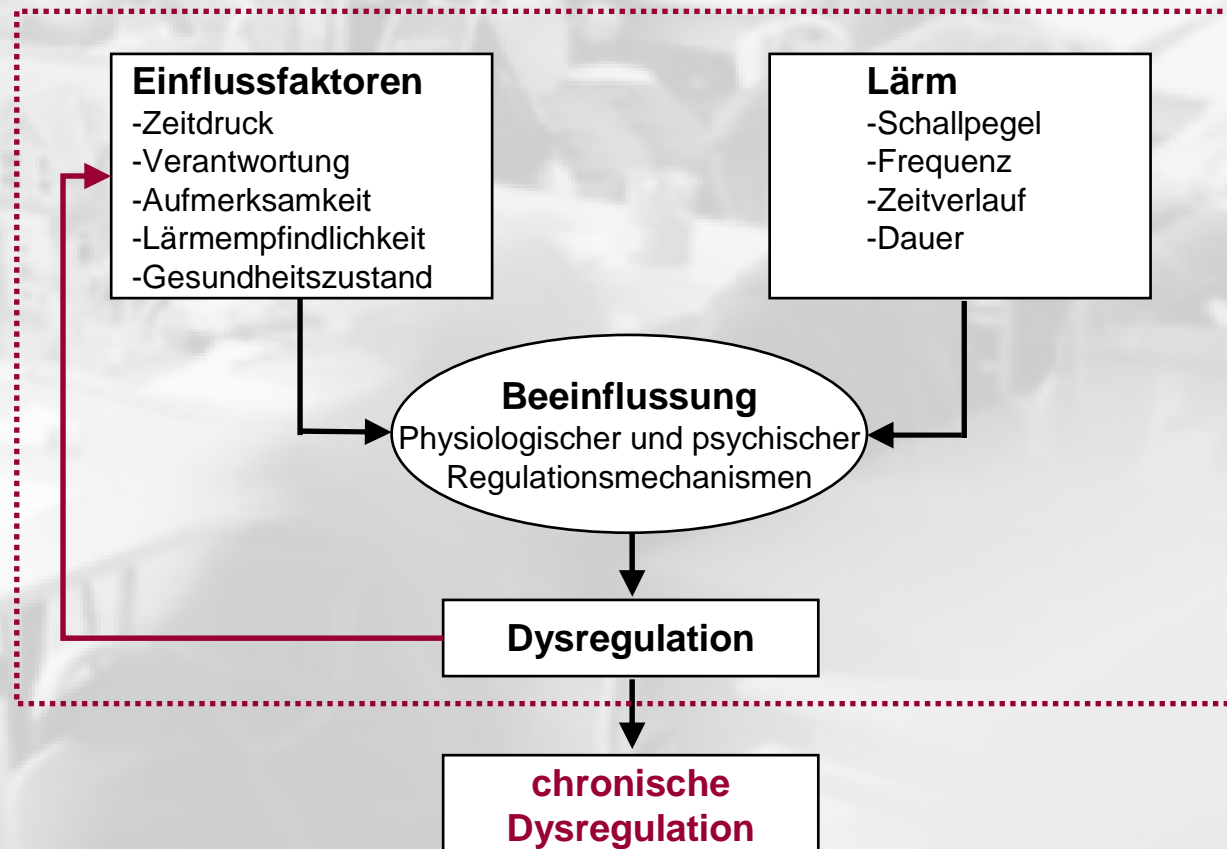 Einflussfaktoren
-Zeitdruck
-Verantwortung
-Aufmerksamkeit
-Lärmempfindlichkeit
-Gesundheitszustand
Lärm
-Schallpegel
-Frequenz
-Zeitverlauf
-Dauer
Beeinflussung
Physiologischer und psychischer
Regulationsmechanismen
Dysregulation
chronische
Dysregulation